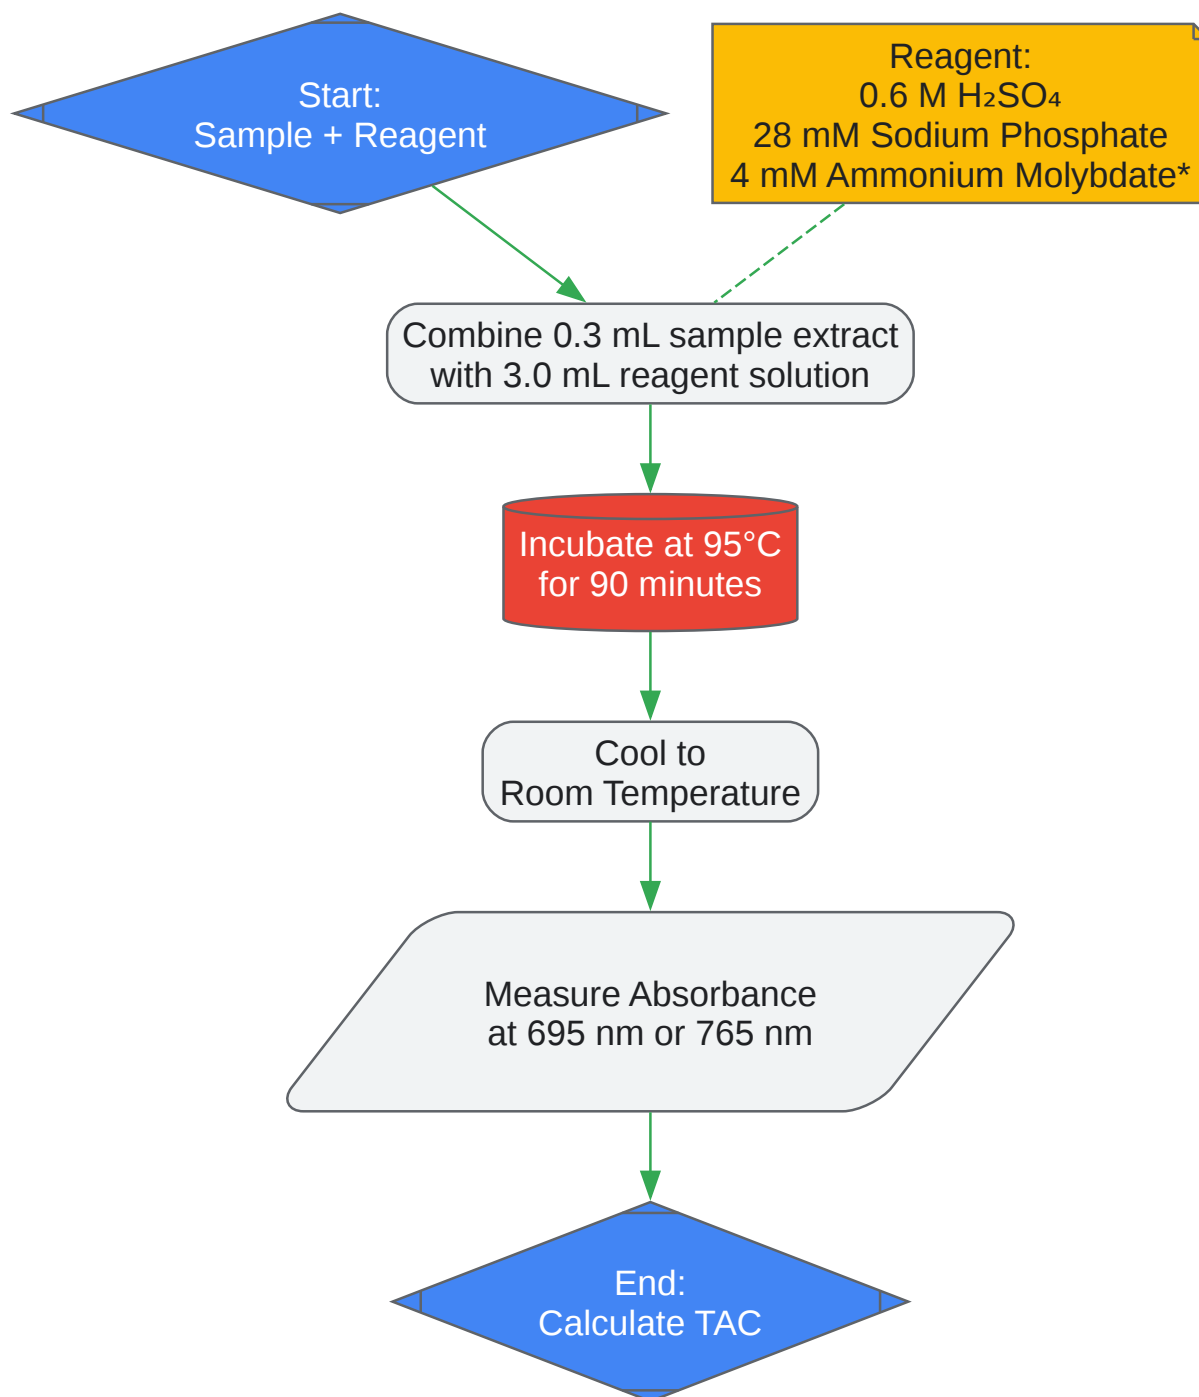 Start:
Sample + Reagent
Reagent:
0.6 M H₂SO₄
28 mM Sodium Phosphate
4 mM Ammonium Molybdate*
Combine 0.3 mL sample extract
with 3.0 mL reagent solution
Incubate at 95°C
for 90 minutes
Cool to
Room Temperature
Measure Absorbance
at 695 nm or 765 nm
End:
Calculate TAC